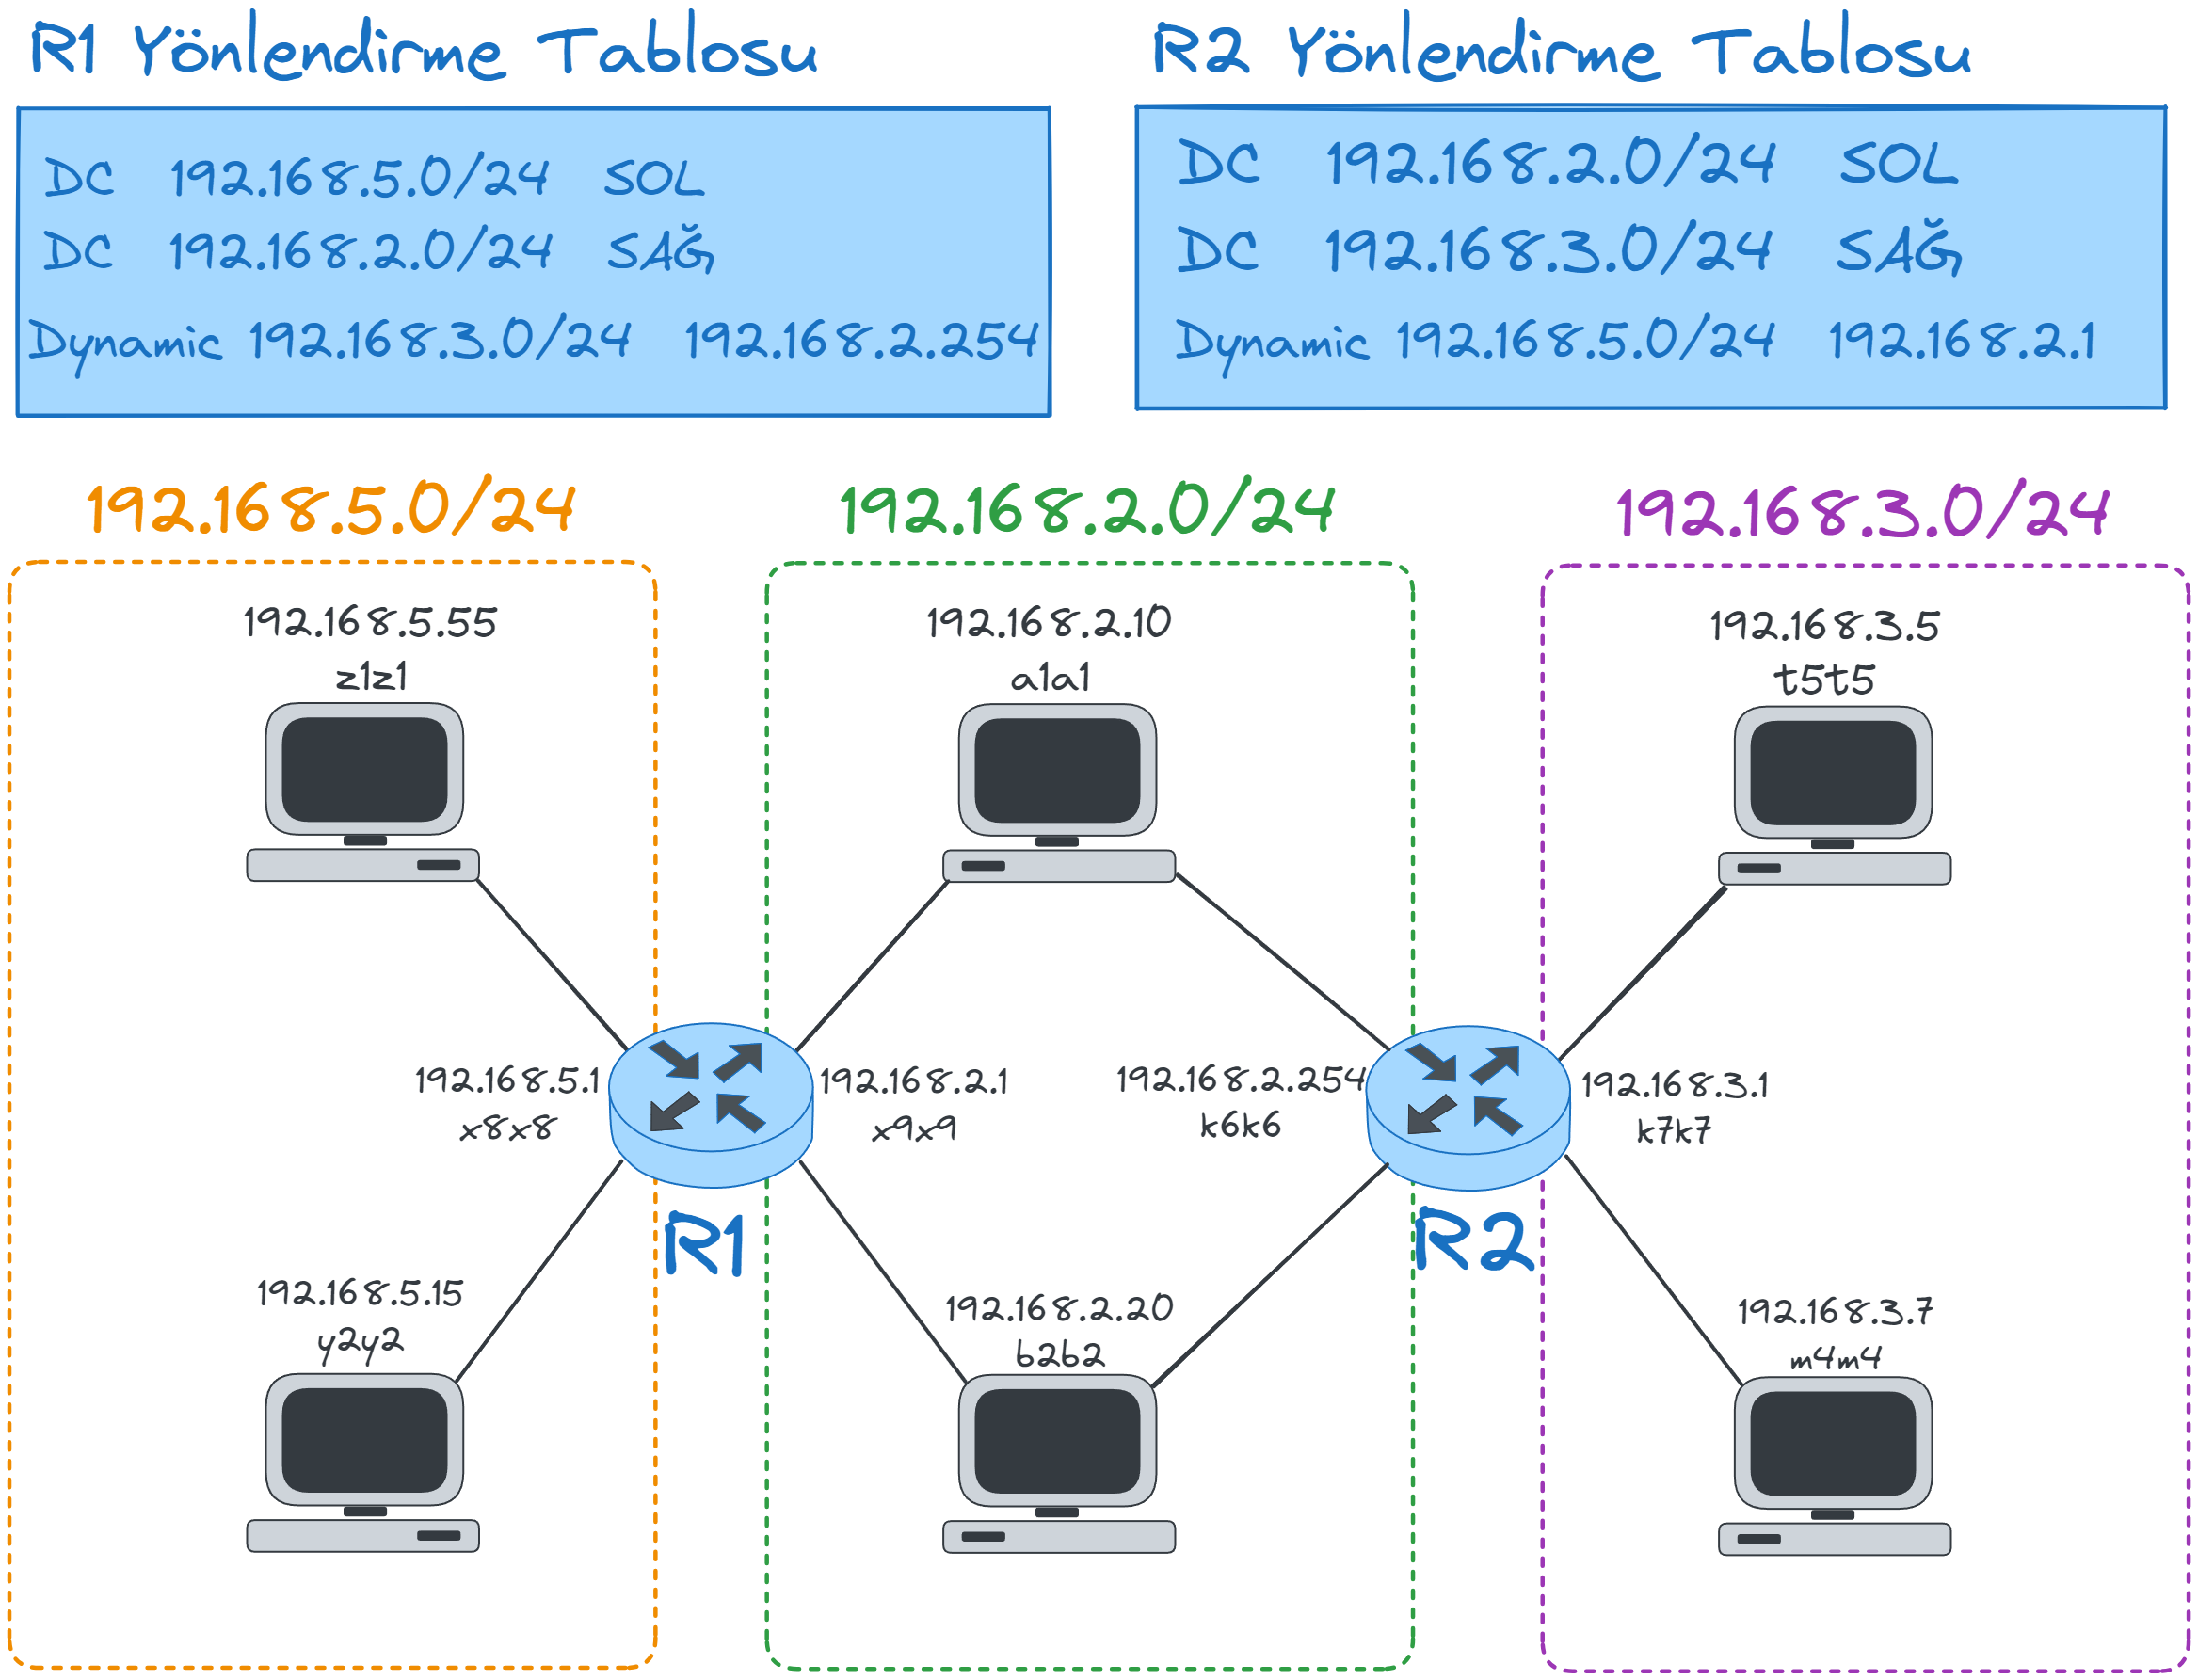 R1 Yönlendirme Tablosu
DC 192.168.5.0/24 SOL
DC 192.168.2.0/24 SAĞ
Dynamic 192.168.3.0/24 192.168.2.254
R2 Yönlendirme Tablosu
DC 192.168.2.0/24 SOL
DC 192.168.3.0/24 SAĞ
Dynamic 192.168.5.0/24 192.168.2.1
192.168.5.0/24
192.168.2.0/24
192.168.3.0/24
192.168.5.55
z1z1
192.168.2.10
a1a1
192.168.3.5
t5t5
192.168.5.1
x8x8
192.168.2.1
x9x9
192.168.2.254
k6k6
192.168.3.1
k7k7
R1
R2
192.168.5.15
y2y2
192.168.2.20
b2b2
192.168.3.7
m4m4